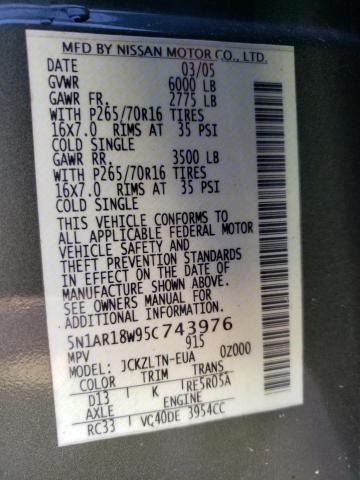 MFD BY NISSAN MOTOR CO., LTD.
DATE 03/05
GVWR 6000 LB
GAWR FR. 2775 LB
WITH P265/70R16 TIRES
16X7.0 RIMS AT 35 PSI
COLD SINGLE
GAWR RR. 3500 LB
WITH P265/70R16 TIRES
16X7.0 RIMS AT 35 PSI
COLD SINGLE
THIS VEHICLE CONFORMS TO
ALL APPLICABLE FEDERAL MOTOR
VEHICLE SAFETY AND
THEFT PREVENTION STANDARDS
IN EFFECT ON THE DATE OF
MANUFACTURE SHOWN ABOVE.
SEE OWNERS MANUAL FOR
ADDITIONAL INFORMATION.
5N1AR18W95C743976
MPV 915
MODEL: JCKZLTN-EUA 0Z000
COLOR TRIM TRANS
D13 K RE5R05A
AXLE ENGINE
RC33 VQ40DE 3954CC